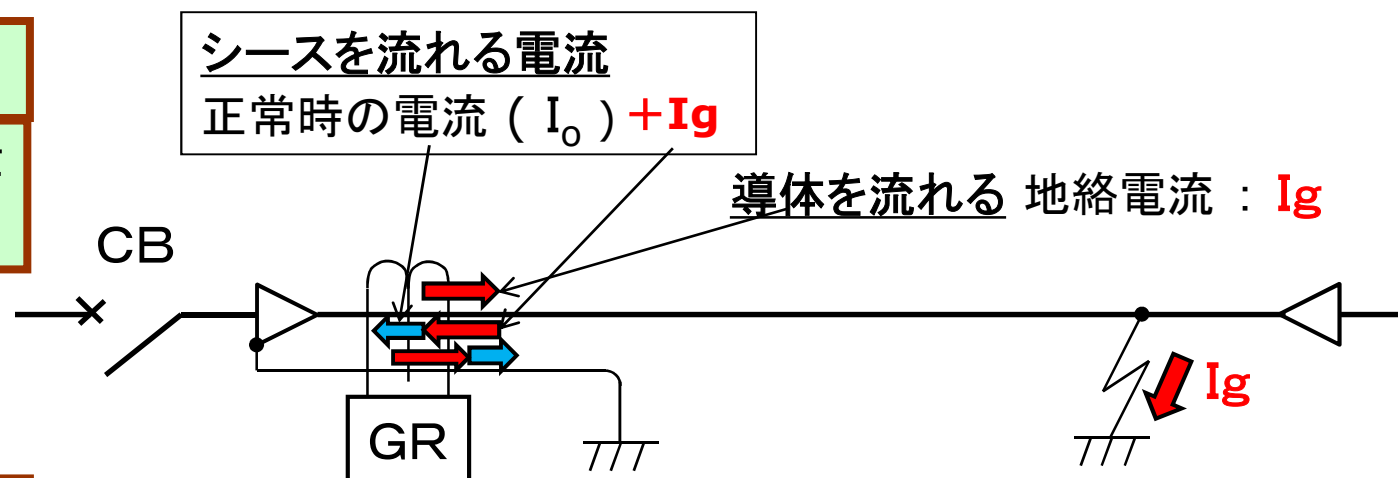 シースを流れる電流
正常時の電流 ( Io ) +Ig
導体を流れる 地絡電流 : Ig
CB
Ig
GR